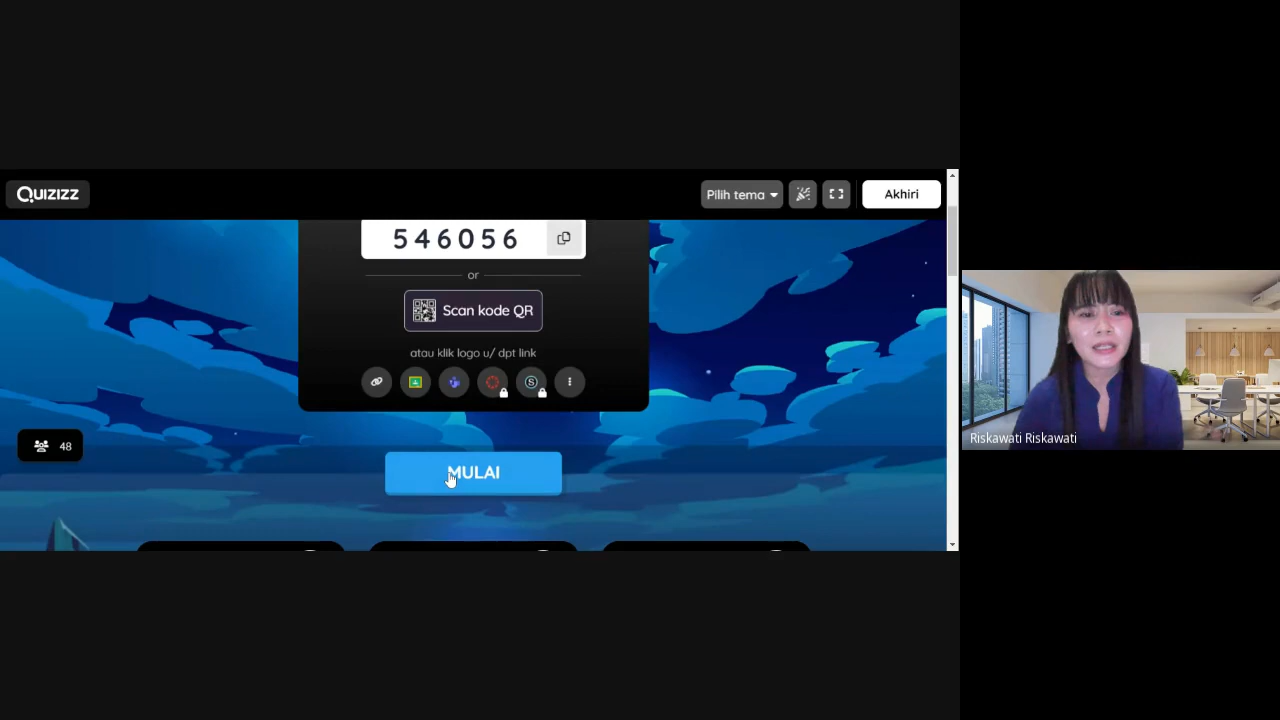 QUIZIZZ
Pilih tema
Akhiri
546056
or
Scan kode QR
atau klik logo u/ dpt link
S
48
MULAI
Riskawati Riskawati